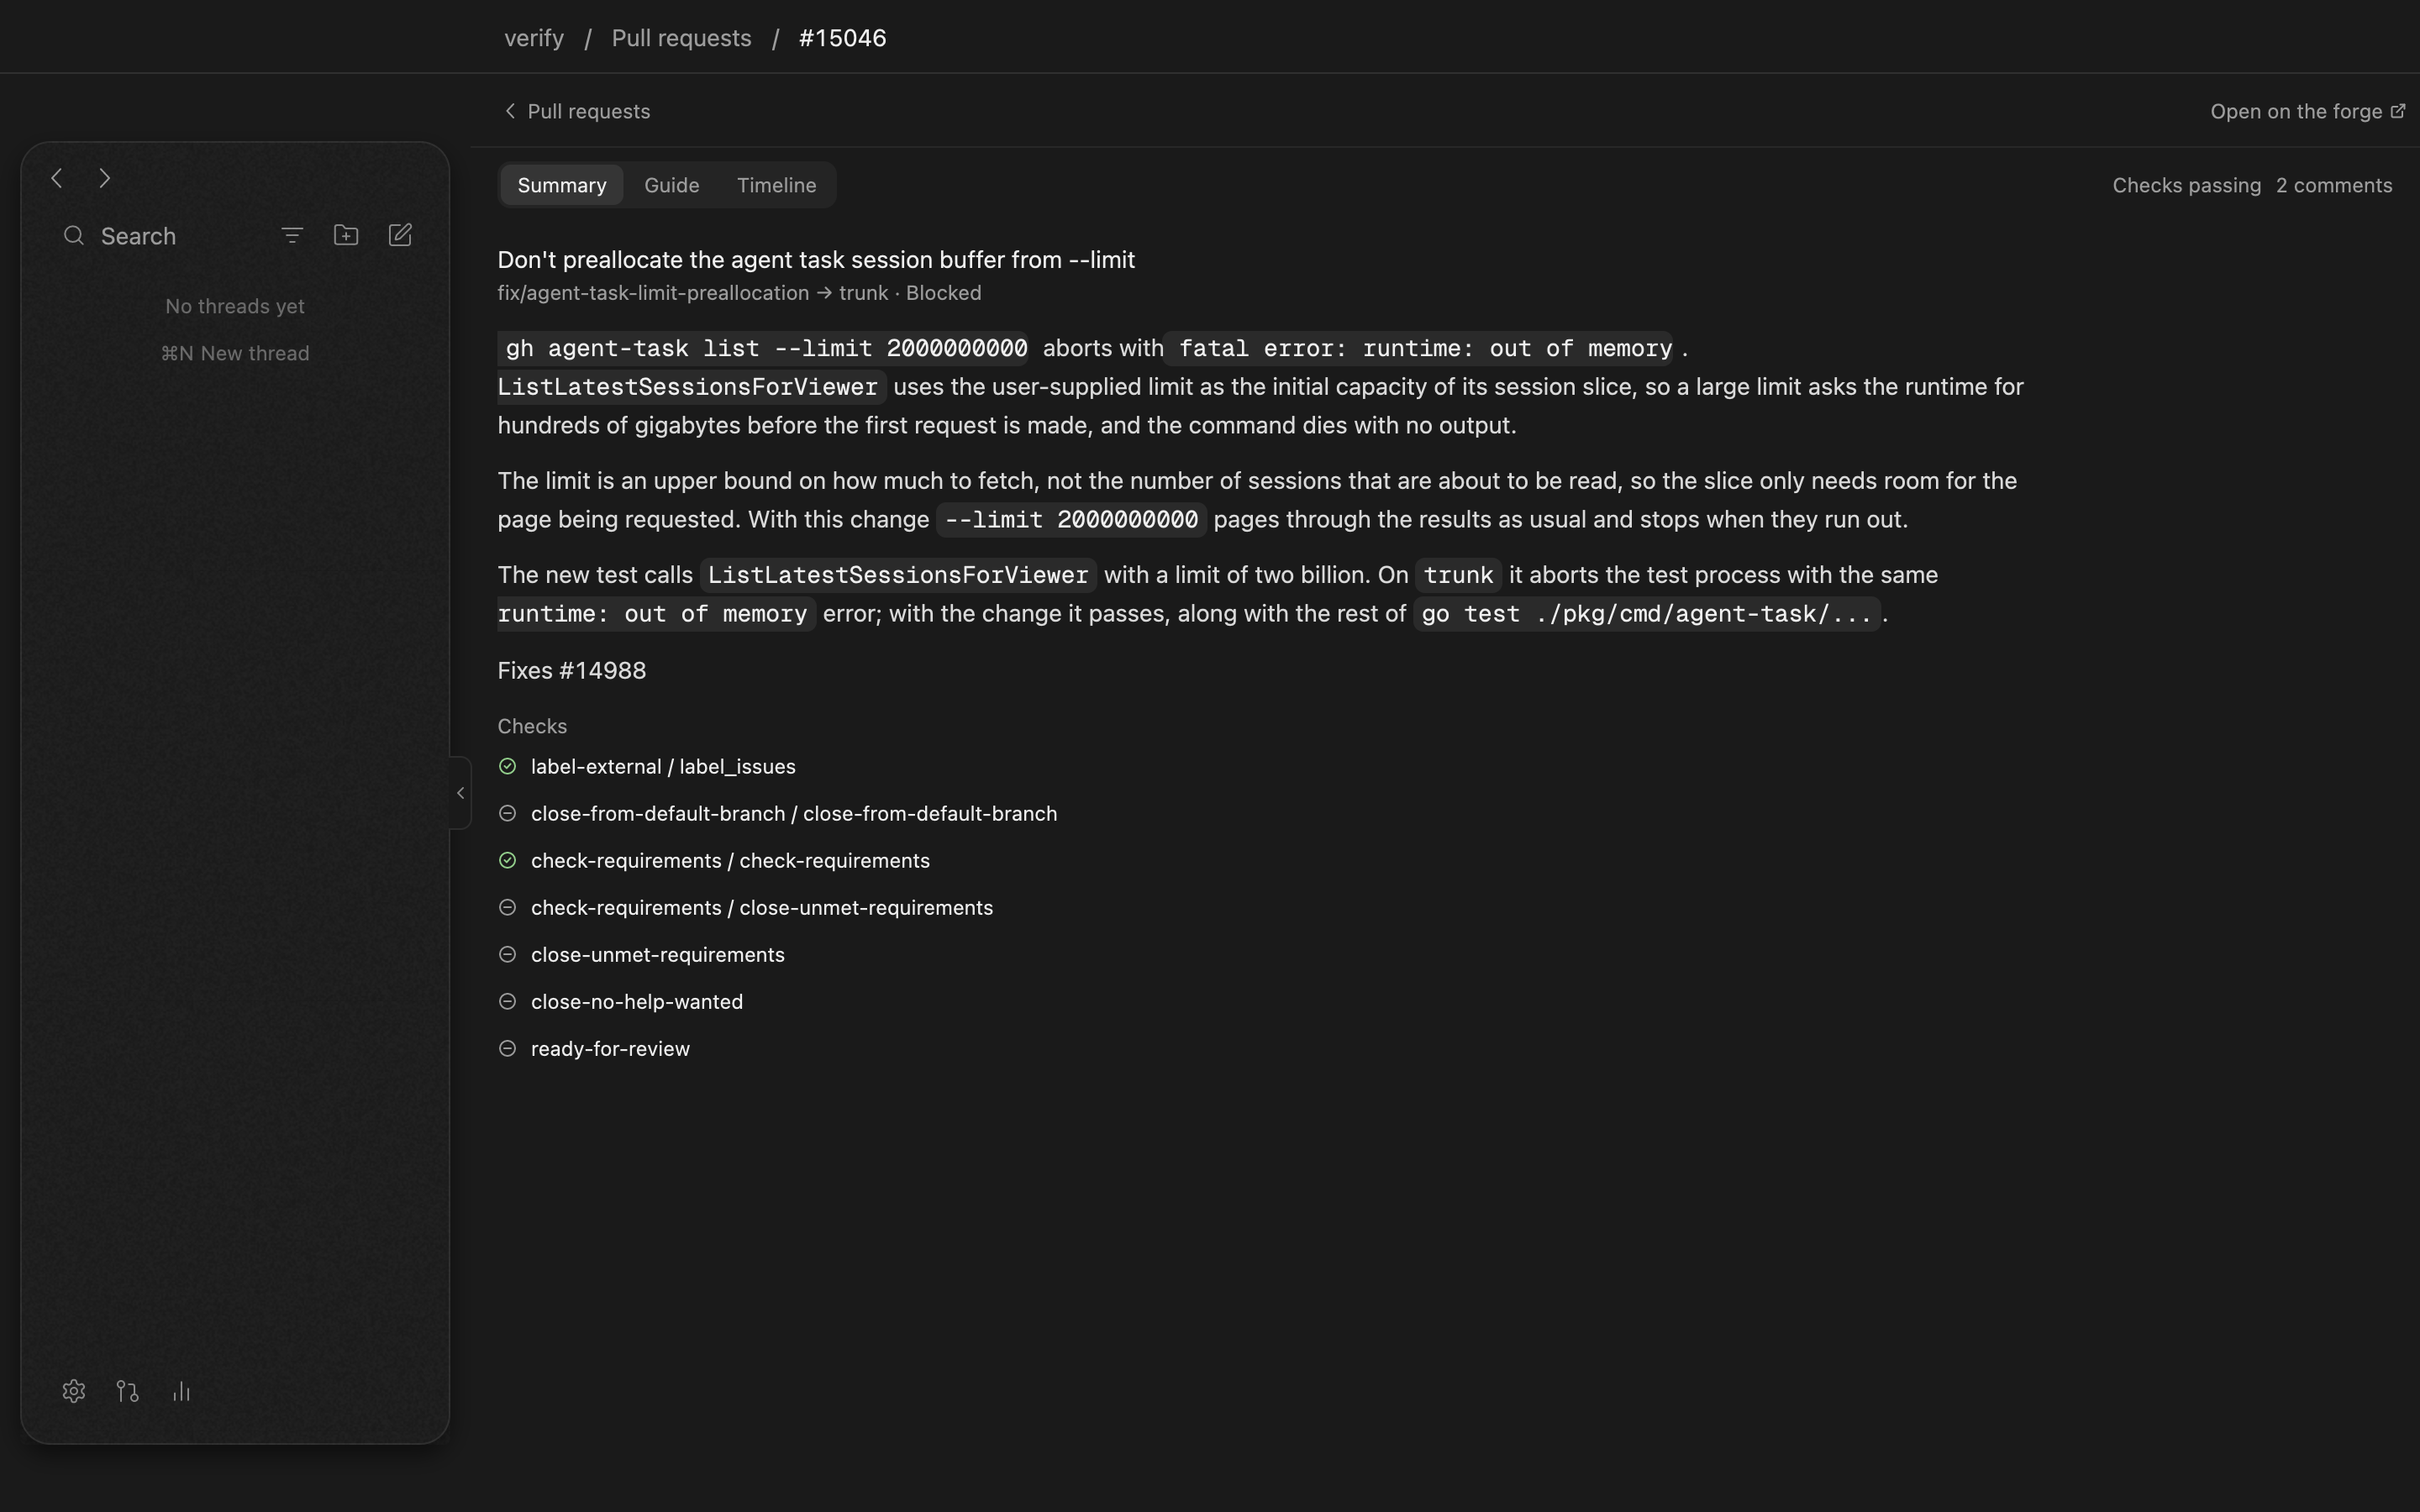 verify / Pull requests / #15046
Pull requests
Open on the forge
Search
No threads yet
⌘N New thread
Summary Guide Timeline
Checks passing 2 comments
Don't preallocate the agent task session buffer from --limit
fix/agent-task-limit-preallocation → trunk · Blocked
gh agent-task list --limit 2000000000 aborts with fatal error: runtime: out of memory .
ListLatestSessionsForViewer uses the user-supplied limit as the initial capacity of its session slice, so a large limit asks the runtime for
hundreds of gigabytes before the first request is made, and the command dies with no output.
The limit is an upper bound on how much to fetch, not the number of sessions that are about to be read, so the slice only needs room for the
page being requested. With this change --limit 2000000000 pages through the results as usual and stops when they run out.
The new test calls ListLatestSessionsForViewer with a limit of two billion. On trunk it aborts the test process with the same
runtime: out of memory error; with the change it passes, along with the rest of go test ./pkg/cmd/agent-task/... .
Fixes #14988
Checks
label-external / label_issues
close-from-default-branch / close-from-default-branch
check-requirements / check-requirements
check-requirements / close-unmet-requirements
close-unmet-requirements
close-no-help-wanted
ready-for-review